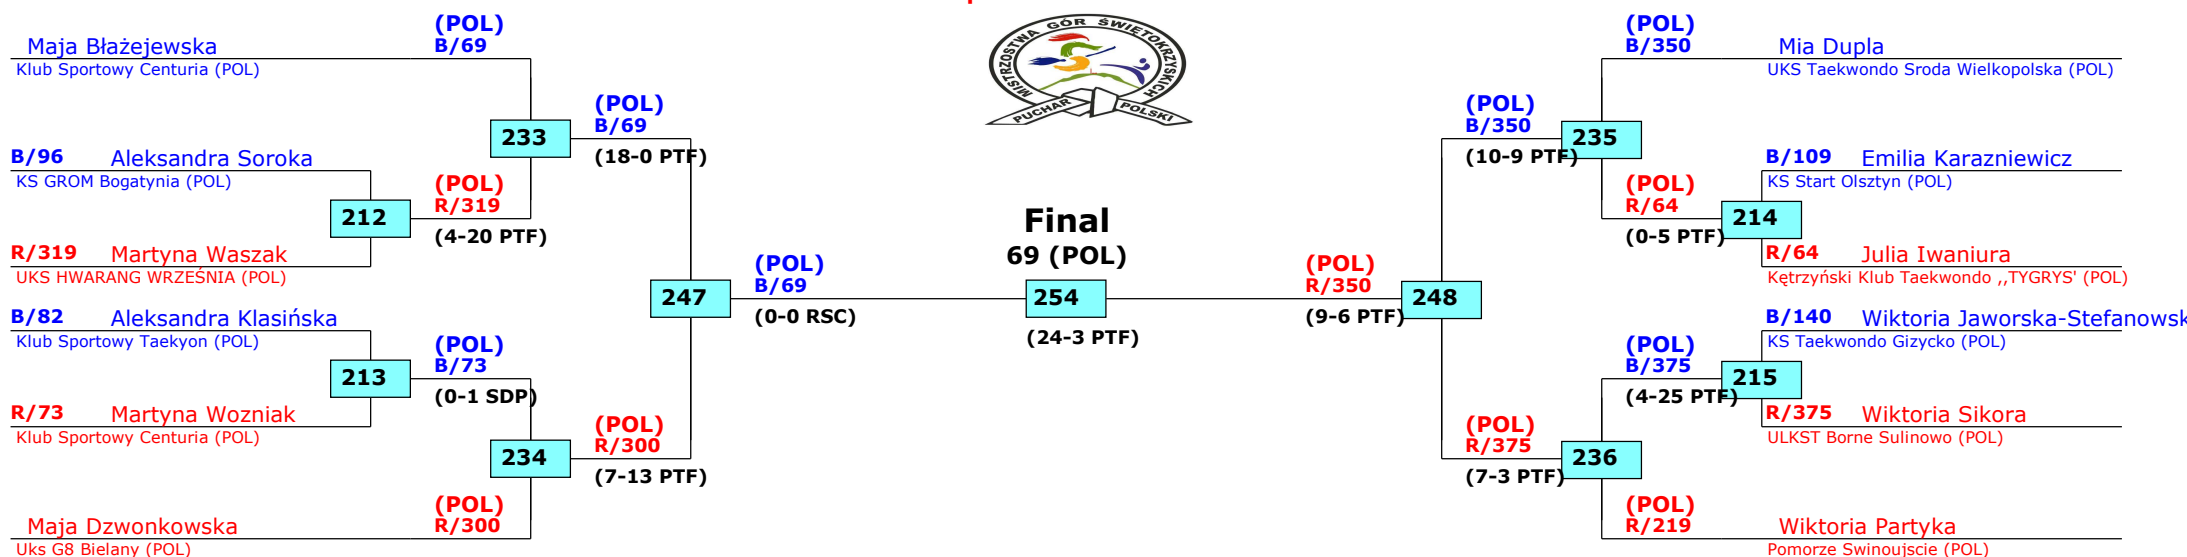 MISTRZOSTWA GÓR ŚWIĘTOKRZYSKICH
PUCHAR POLSKI
(POL)
B/69
Maja Błażejewska
Klub Sportowy Centuria (POL)
B/96 Aleksandra Soroka
KS GROM Bogatynia (POL)
212
R/319 Martyna Waszak
UKS HWARANG WRZEŚNIA (POL)
(POL)
R/319
(4-20 PTF)
233
(POL)
B/69
(18-0 PTF)
B/82 Aleksandra Klasińska
Klub Sportowy Taekyon (POL)
213
R/73 Martyna Wozniak
Klub Sportowy Centuria (POL)
(POL)
B/73
(0-1 SDP)
234
(POL)
R/300
(7-13 PTF)
(POL)
R/300
Maja Dzwonkowska
Uks G8 Bielany (POL)
247
(POL)
B/69
(0-0 RSC)
Final
69 (POL)
254
(24-3 PTF)
(POL)
R/350
(9-6 PTF)
248
(POL)
B/350
(10-9 PTF)
235
(POL)
B/350
Mia Dupla
UKS Taekwondo Sroda Wielkopolska (POL)
(POL)
R/64
(0-5 PTF)
214
B/109 Emilia Karazniewicz
KS Start Olsztyn (POL)
R/64 Julia Iwaniura
Kętrzyński Klub Taekwondo ,,TYGRYS' (POL)
(POL)
R/375
(7-3 PTF)
236
(POL)
B/375
(4-25 PTF)
215
B/140 Wiktoria Jaworska-Stefanowsk
KS Taekwondo Gizycko (POL)
R/375 Wiktoria Sikora
ULKST Borne Sulinowo (POL)
(POL)
R/219
Wiktoria Partyka
Pomorze Swinoujscie (POL)